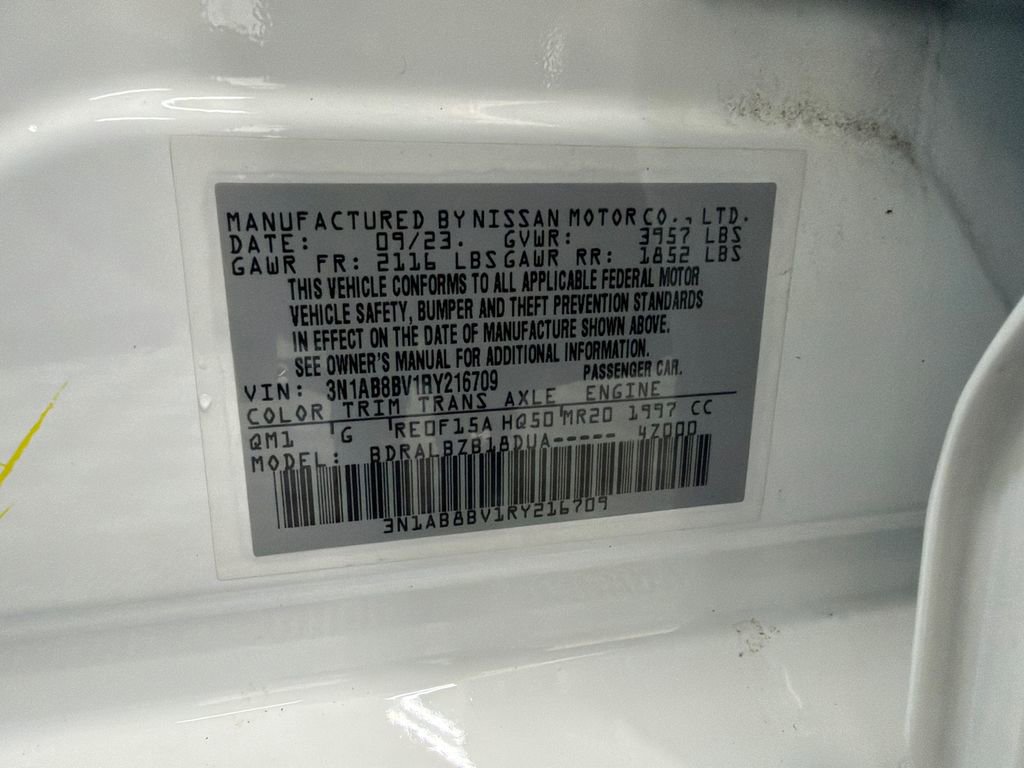 MANUFACTURED BY NISSAN MOTOR CO., LTD.
DATE: 09/23. GVWR: 3957 LBS
GAWR FR: 2116 LBS GAWR RR: 1852 LBS
THIS VEHICLE CONFORMS TO ALL APPLICABLE FEDERAL MOTOR
VEHICLE SAFETY, BUMPER AND THEFT PREVENTION STANDARDS
IN EFFECT ON THE DATE OF MANUFACTURE SHOWN ABOVE.
SEE OWNER'S MANUAL FOR ADDITIONAL INFORMATION.
VIN: 3N1AB8BV1RY216709 PASSENGER CAR.
COLOR TRIM TRANS AXLE ENGINE
QM1 G RE0F15A HQ50 MR20 1997 CC
MODEL: BDRALBZB18DUA----- 47000
3N1AB8BV1RY216709